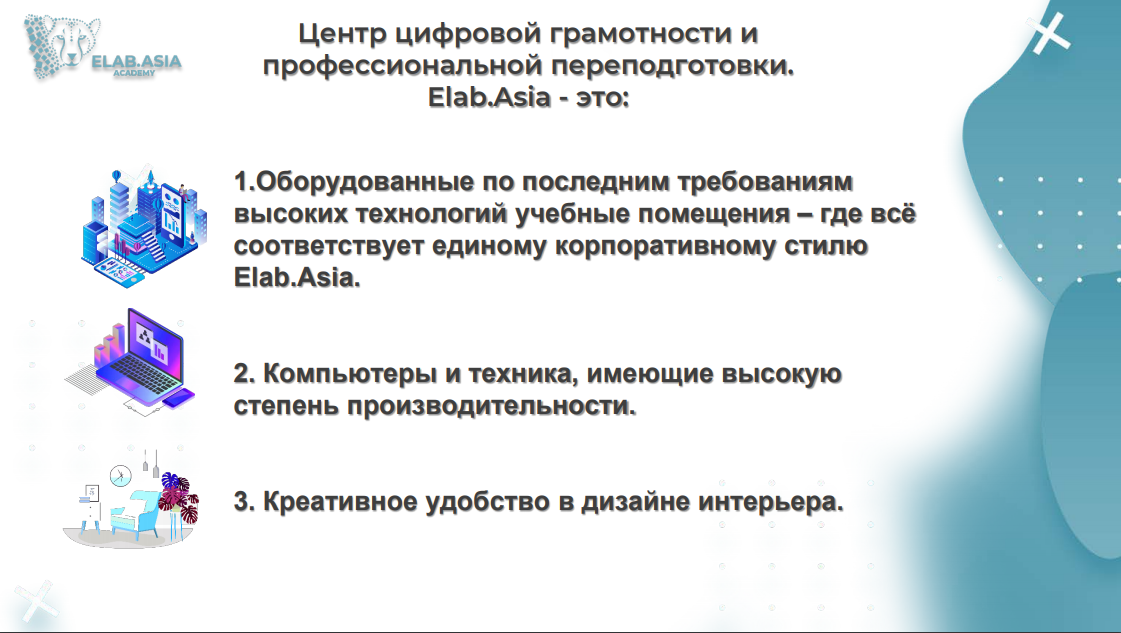 ELAB.ASIA
ACADEMY
Центр цифровой грамотности и
профессиональной переподготовки.
Elab.Asia - это:
1.Оборудованные по последним требованиям
высоких технологий учебные помещения – где всё
соответствует единому корпоративному стилю
Elab.Asia.
2. Компьютеры и техника, имеющие высокую
степень производительности.
3. Креативное удобство в дизайне интерьера.